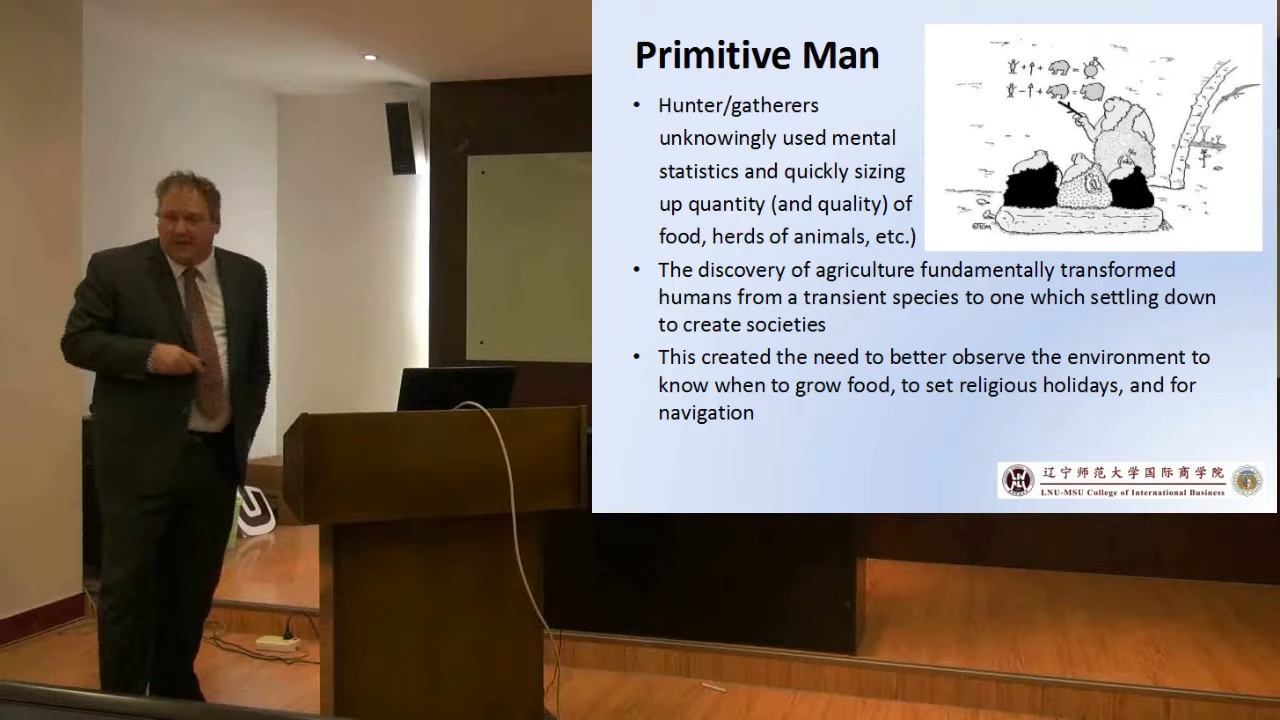 Primitive Man
• Hunter/gatherers
unknowingly used mental
statistics and quickly sizing
up quantity (and quality) of
food, herds of animals, etc.)
• The discovery of agriculture fundamentally transformed
humans from a transient species to one which settling down
to create societies
• This created the need to better observe the environment to
know when to grow food, to set religious holidays, and for
navigation
©TOM
辽宁师范大学国际商学院
LNU-MSU College of International Business